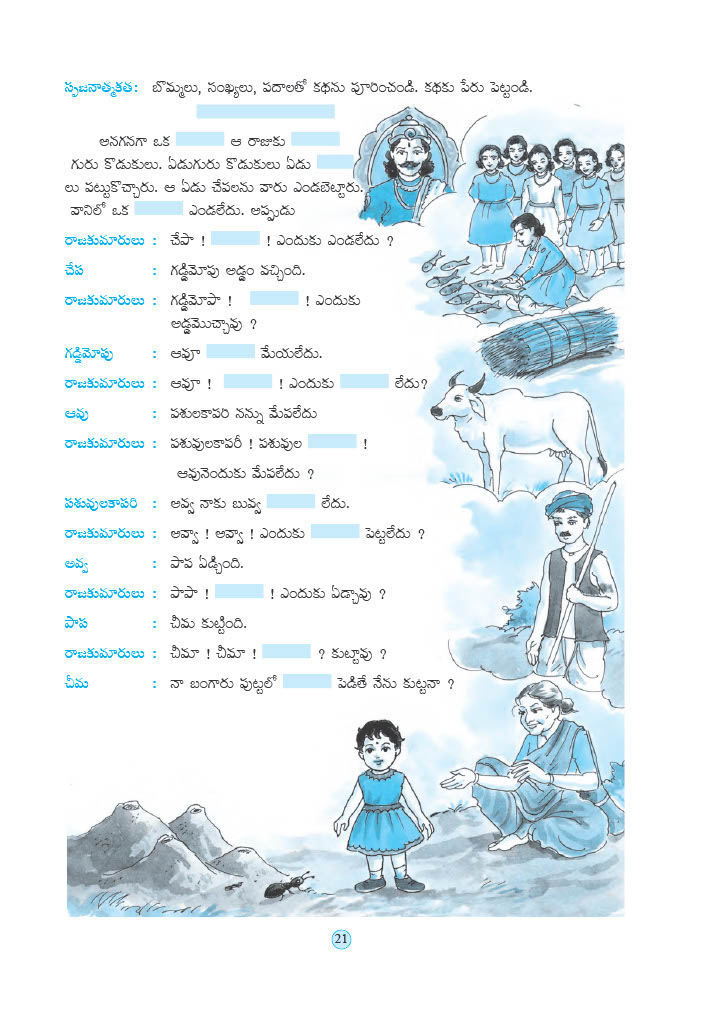 సృజనాత్మకత: బొమ్మలు, సంఖ్యలు, పదాలతో కథను పూరించండి. కథకు పేరు పెట్టండి.
అనగనగా ఒక ఆ రాజుకు
గురు కొడుకులు. ఏడుగురు కొడుకులు ఏడు
లు పట్టుకొచ్చారు. ఆ ఏడు చేపలను వారు ఎండబెట్టారు.
వానిలో ఒక ఎండలేదు. అప్పుడు
రాజకుమారులు : చేపా ! ! ఎందుకు ఎండలేదు ?
చేప : గడ్డిమోపు అడ్డం వచ్చింది.
రాజకుమారులు : గడ్డిమోపా ! ! ఎందుకు
అడ్డమొచ్చావు ?
గడ్డిమోపు : ఆవూ మేయలేదు.
రాజకుమారులు : ఆవూ ! ! ఎందుకు లేదు?
ఆవు : పశులకాపరి నన్ను మేపలేదు
రాజకుమారులు : పశువులకాపరీ ! పశువుల !
ఆవునెందుకు మేపలేదు ?
పశువులకాపరి : అవ్వ నాకు బువ్వ లేదు.
రాజకుమారులు : అవ్వా ! అవ్వా ! ఎందుకు పెట్టలేదు ?
అవ్వ : పాప ఏడ్చింది.
రాజకుమారులు : పాపా ! ! ఎందుకు ఏడ్చావు ?
పాప : చీమ కుట్టింది.
రాజకుమారులు : చీమా ! చీమా ! ? కుట్టావు ?
చీమ : నా బంగారు పుట్టలో పెడితే నేను కుట్టనా ?
21